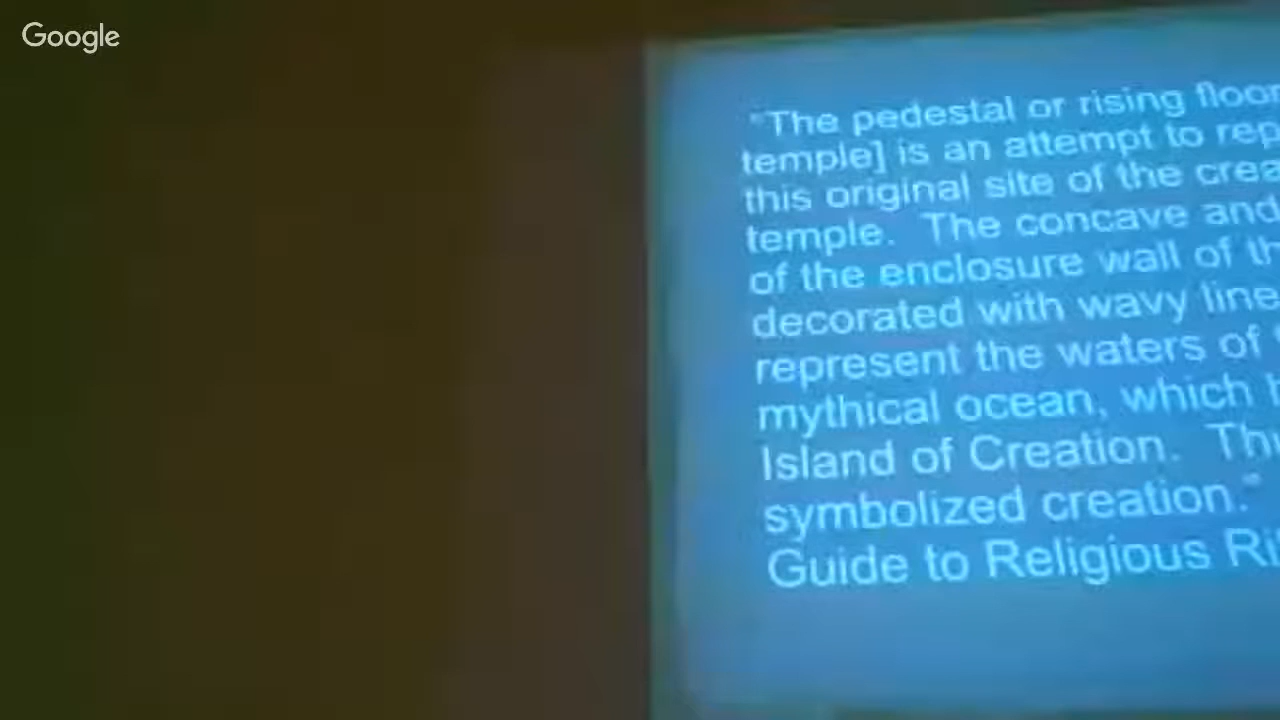 Google
"The pedestal or rising floor
temple] is an attempt to rep
this original site of the crea
temple. The concave and
of the enclosure wall of th
decorated with wavy line
represent the waters of
mythical ocean, which
Island of Creation. Thu
symbolized creation."
Guide to Religious Ri